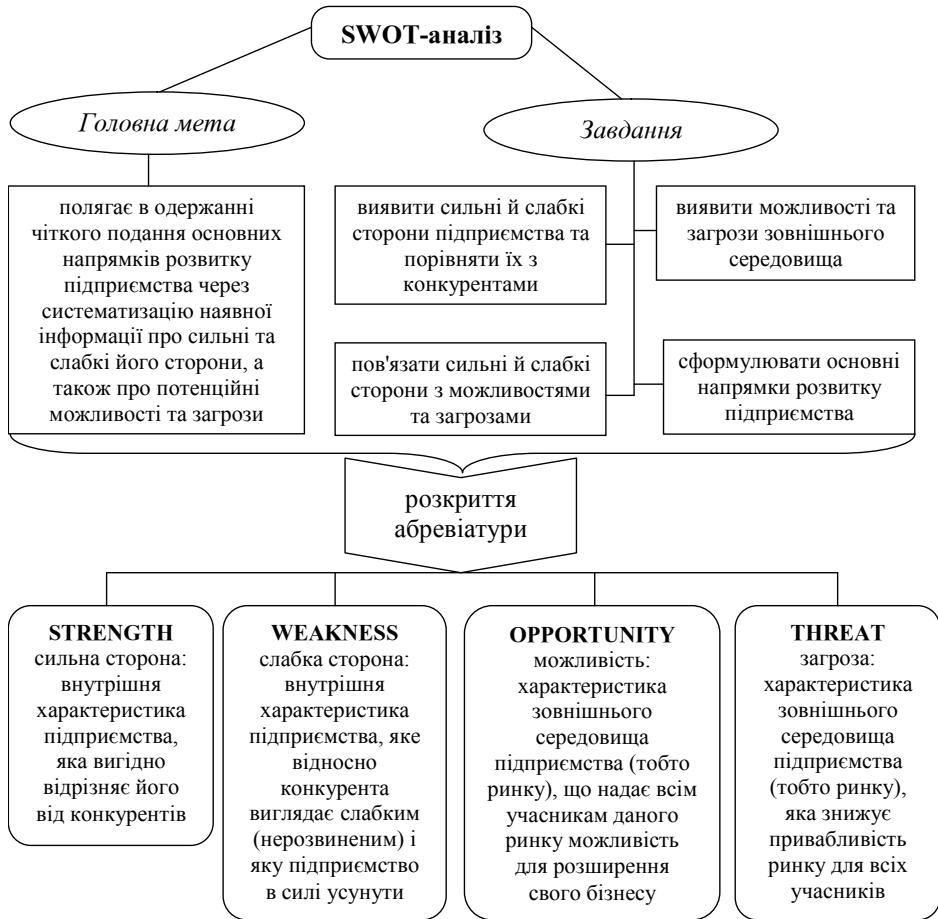 SWOT-аналіз
Головна мета
Завдання
полягає в одержанні
чіткого подання основних
напрямків розвитку
підприємства через
систематизацію наявної
інформації про сильні та
слабкі його сторони, а
також про потенційні
можливості та загрози
виявити сильні й слабкі
сторони підприємства та
порівняти їх з
конкурентами
виявити можливості та
загрози зовнішнього
середовища
пов'язати сильні й слабкі
сторони з можливостями
та загрозами
сформулювати основні
напрямки розвитку
підприємства
розкриття
абревіатури
STRENGTH
сильна сторона:
внутрішня
характеристика
підприємства,
яка вигідно
відрізняє його
від конкурентів
WEAKNESS
слабка сторона:
внутрішня
характеристика
підприємства, яке
відносно
конкурента
виглядає слабким
(нерозвиненим) і
яку підприємство
в силі усунути
OPPORTUNITY
можливість:
характеристика
зовнішнього
середовища
підприємства (тобто
ринку), що надає всім
учасникам даного
ринку можливість
для розширення
свого бізнесу
THREAT
загроза:
характеристика
зовнішнього
середовища
підприємства
(тобто ринку),
яка знижує
привабливість
ринку для всіх
учасників